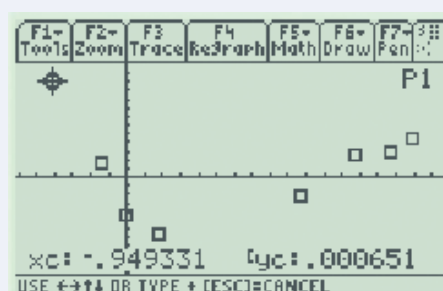 F1 F2 F3 F4 F5 F6 F7
Tools Zoom Trace ReGraph Math Draw Pen
P1
xc: -.949331 yc: .000651
USE ←→↑↓ OR TYPE + [ESC]=CANCEL